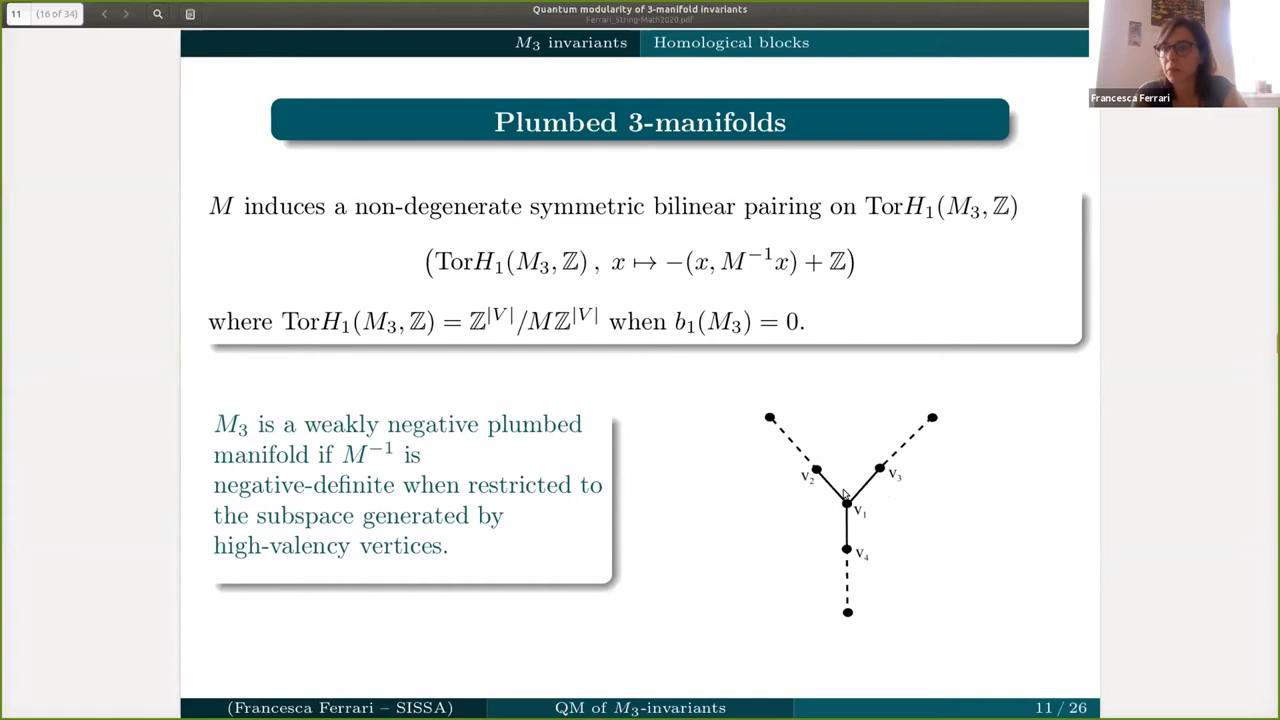 11 (16 of 34)
Quantum modularity of 3-manifold invariants
Ferrari_String-Math2020.pdf
M₃ invariants Homological blocks
Francesca Ferrari
Plumbed 3-manifolds
M induces a non-degenerate symmetric bilinear pairing on TorH₁(M₃, ℤ)
(TorH₁(M₃, ℤ) , x ↦ −(x, M⁻¹x) + ℤ)
where TorH₁(M₃, ℤ) = ℤ^|V|/Mℤ^|V| when b₁(M₃) = 0.
M₃ is a weakly negative plumbed
manifold if M⁻¹ is
negative-definite when restricted to
the subspace generated by
high-valency vertices.
v₂
v₃
v₁
v₄
(Francesca Ferrari – SISSA) QM of M₃-invariants 11 / 26